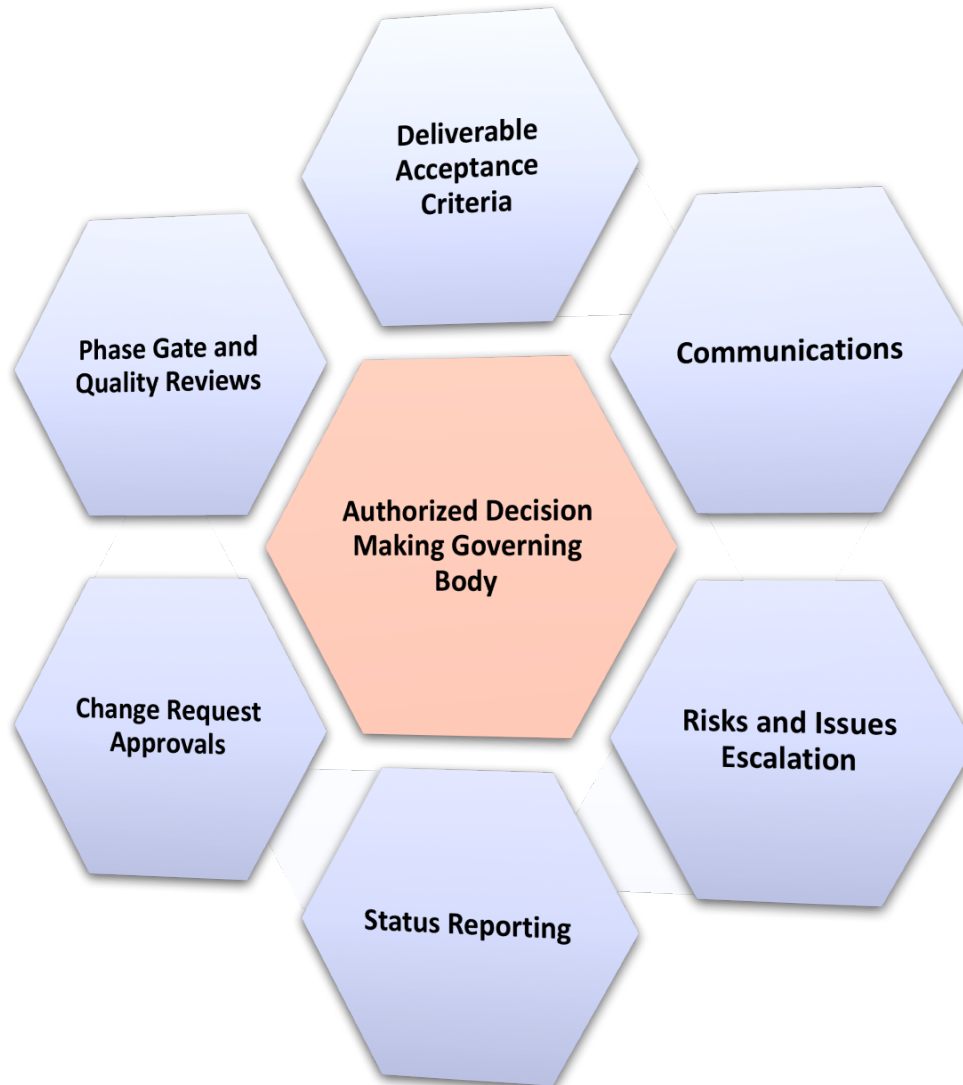 Deliverable
Acceptance
Criteria
Communications
Phase Gate and
Quality Reviews
Authorized Decision
Making Governing
Body
Change Request
Approvals
Risks and Issues
Escalation
Status Reporting